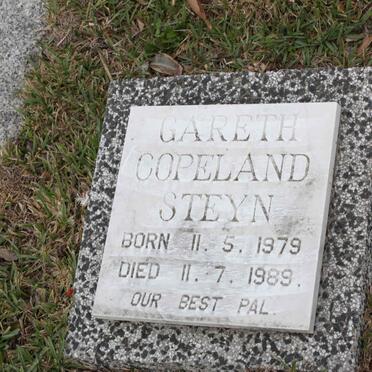 GARETH
COPELAND
STEYN
BORN 11. 5. 1979
DIED 11. 7. 1989.
OUR BEST PAL.